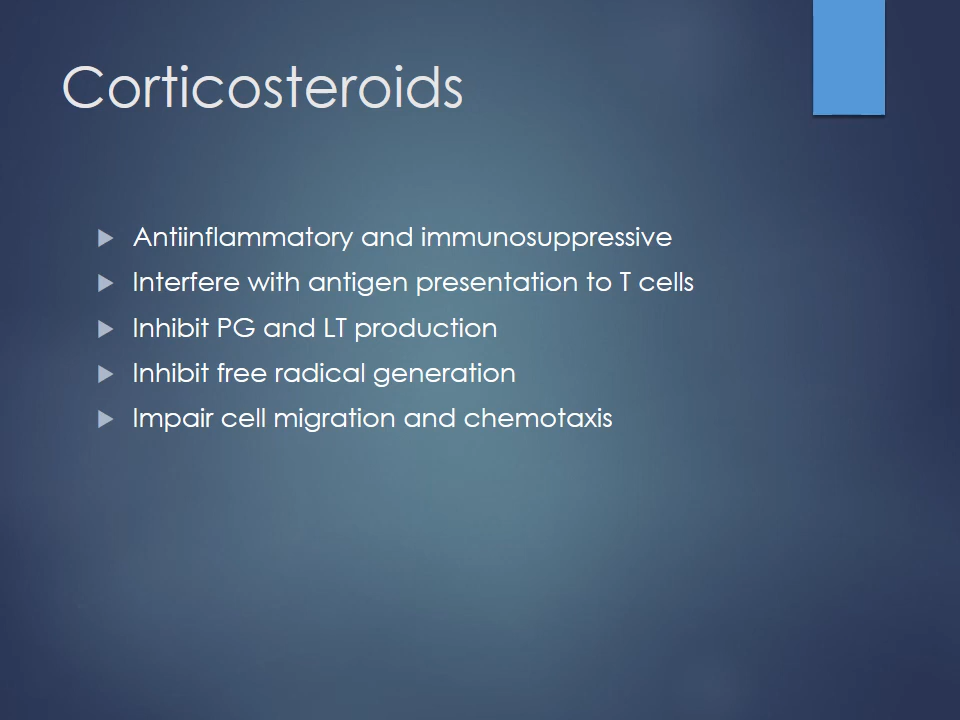 Corticosteroids
Antiinflammatory and immunosuppressive
Interfere with antigen presentation to T cells
Inhibit PG and LT production
Inhibit free radical generation
Impair cell migration and chemotaxis